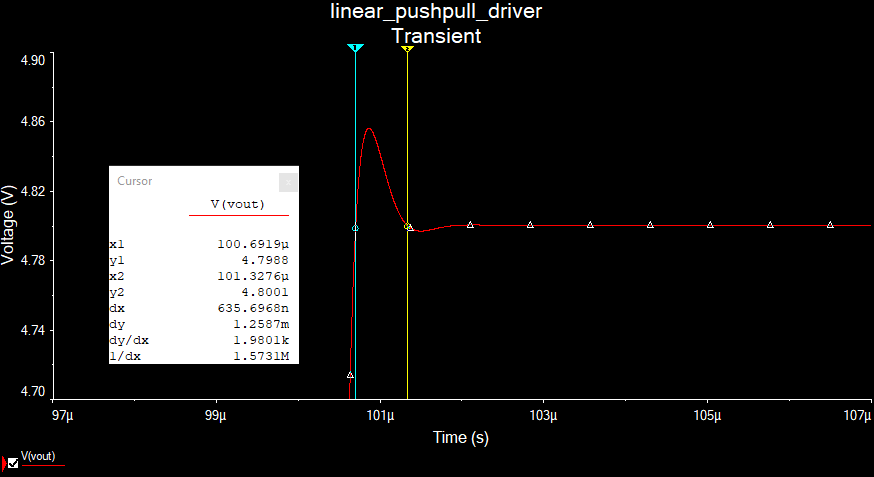 linear_pushpull_driver
Transient
4.90
4.86
4.82
4.78
4.74
4.70
Voltage (V)
Cursor
V(vout)
x1 100.6919µ
y1 4.7988
x2 101.3276µ
y2 4.8001
dx 635.6968n
dy 1.2587m
dy/dx 1.9801k
1/dx 1.5731M
97µ 99µ 101µ 103µ 105µ 107µ
Time (s)
V(vout)